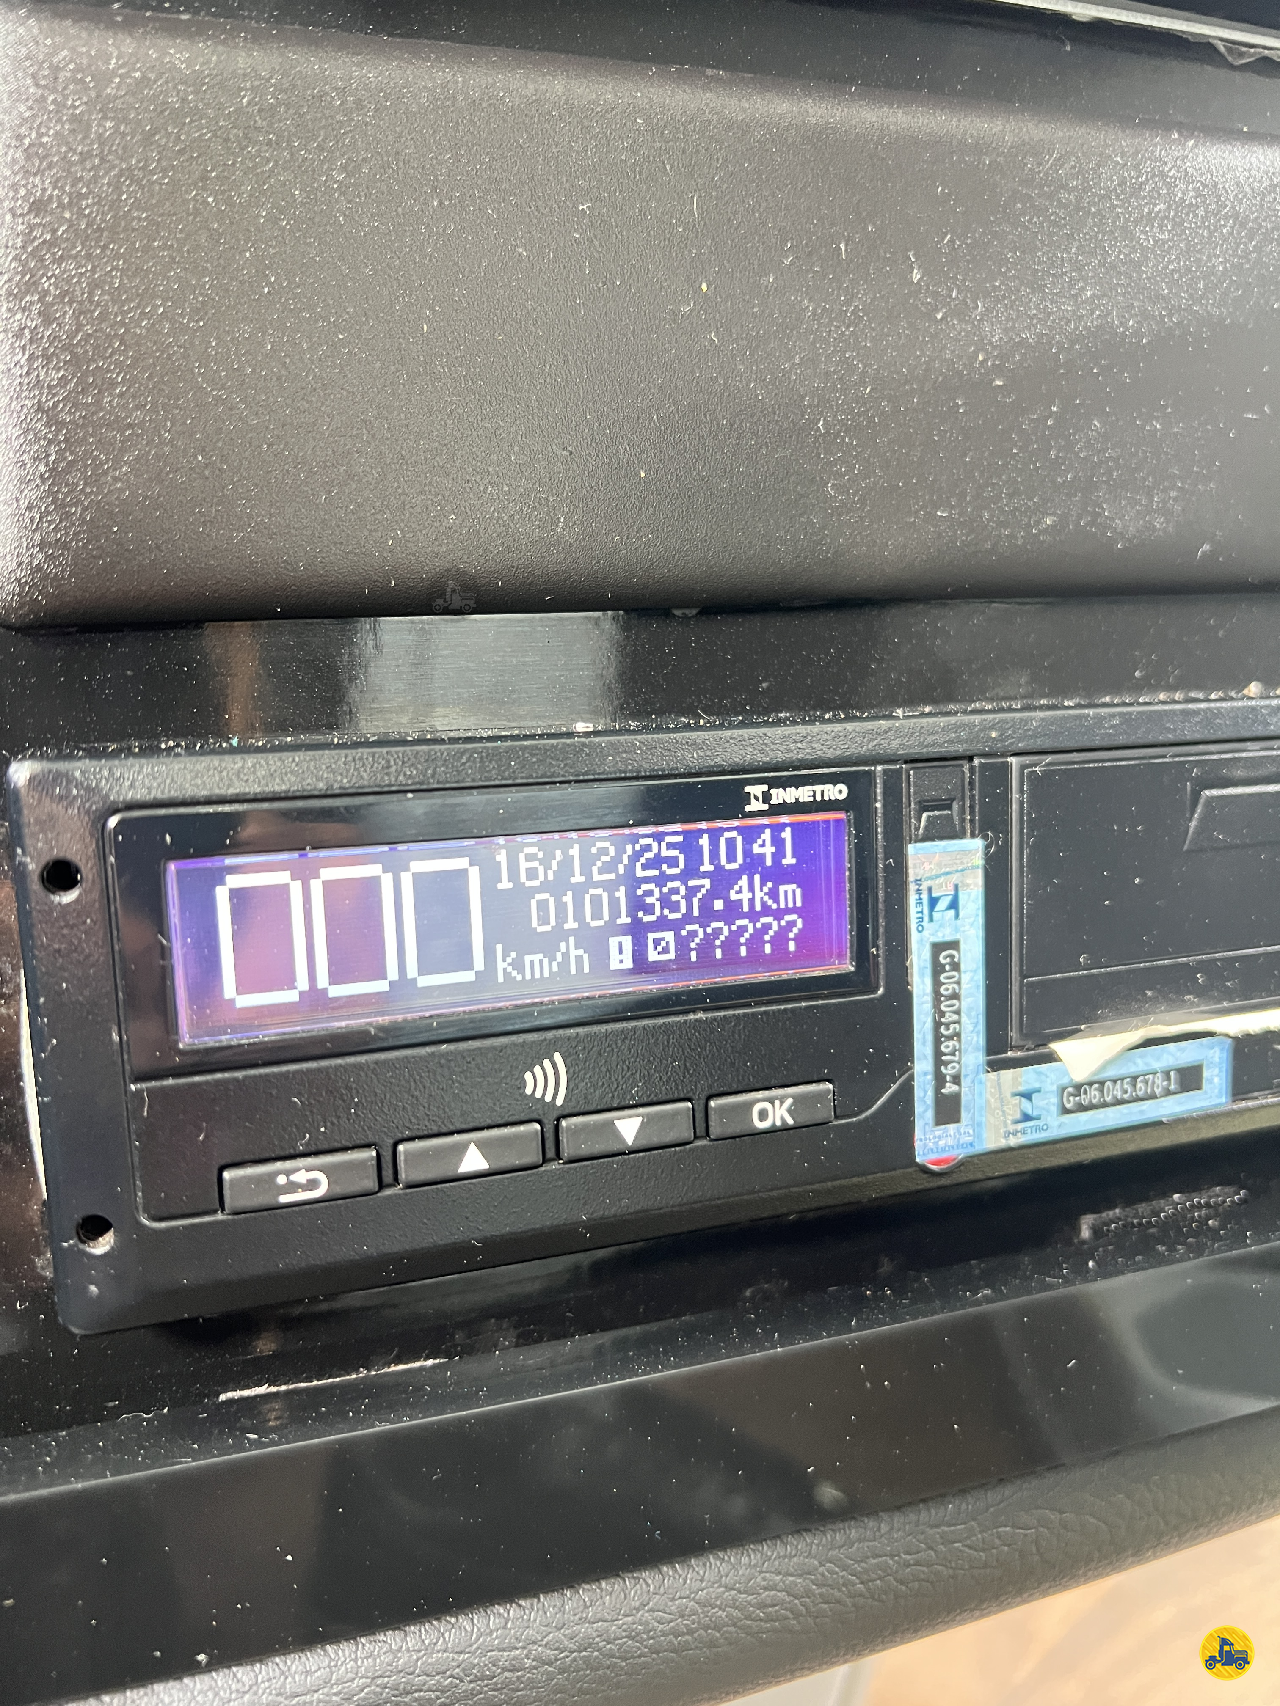 INMETRO
000
16/12/25 10 41
0101337.4km
km/h ! ?????
OK
INMETRO
G-06.045.679-4
INMETRO
G-06.045.678-1